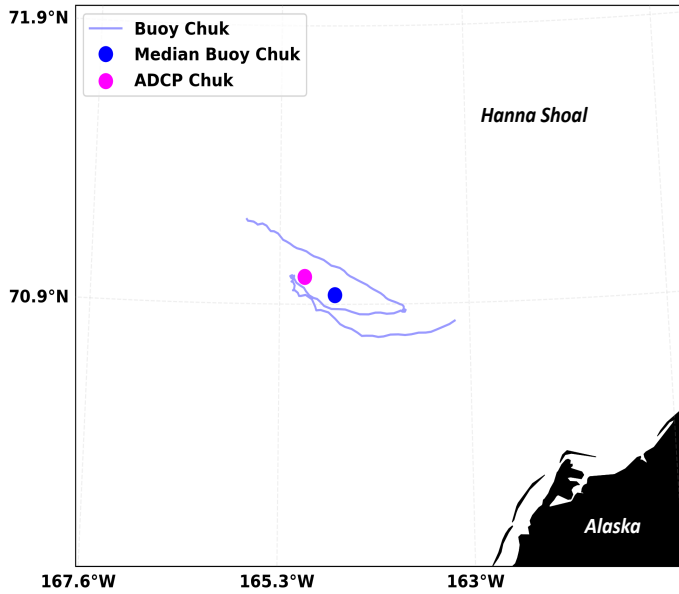 71.9°N
Buoy Chuk
Median Buoy Chuk
ADCP Chuk
Hanna Shoal
70.9°N
Alaska
167.6°W 165.3°W 163°W